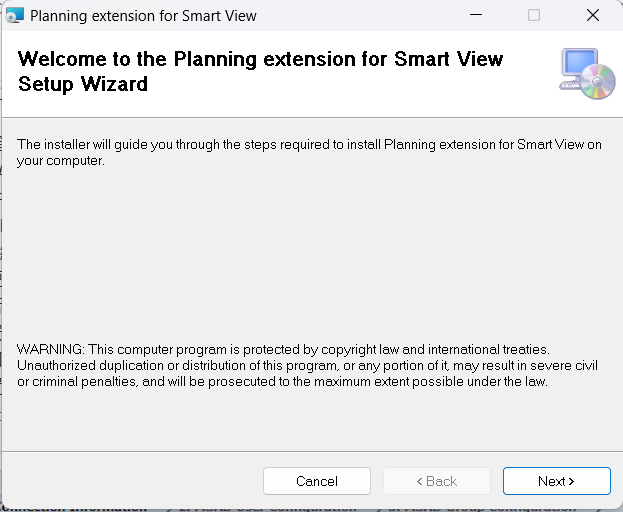 Planning extension for Smart View
Welcome to the Planning extension for Smart View
Setup Wizard
The installer will guide you through the steps required to install Planning extension for Smart View on
your computer.
WARNING: This computer program is protected by copyright law and international treaties.
Unauthorized duplication or distribution of this program, or any portion of it, may result in severe civil
or criminal penalties, and will be prosecuted to the maximum extent possible under the law.
Cancel
< Back
Next >